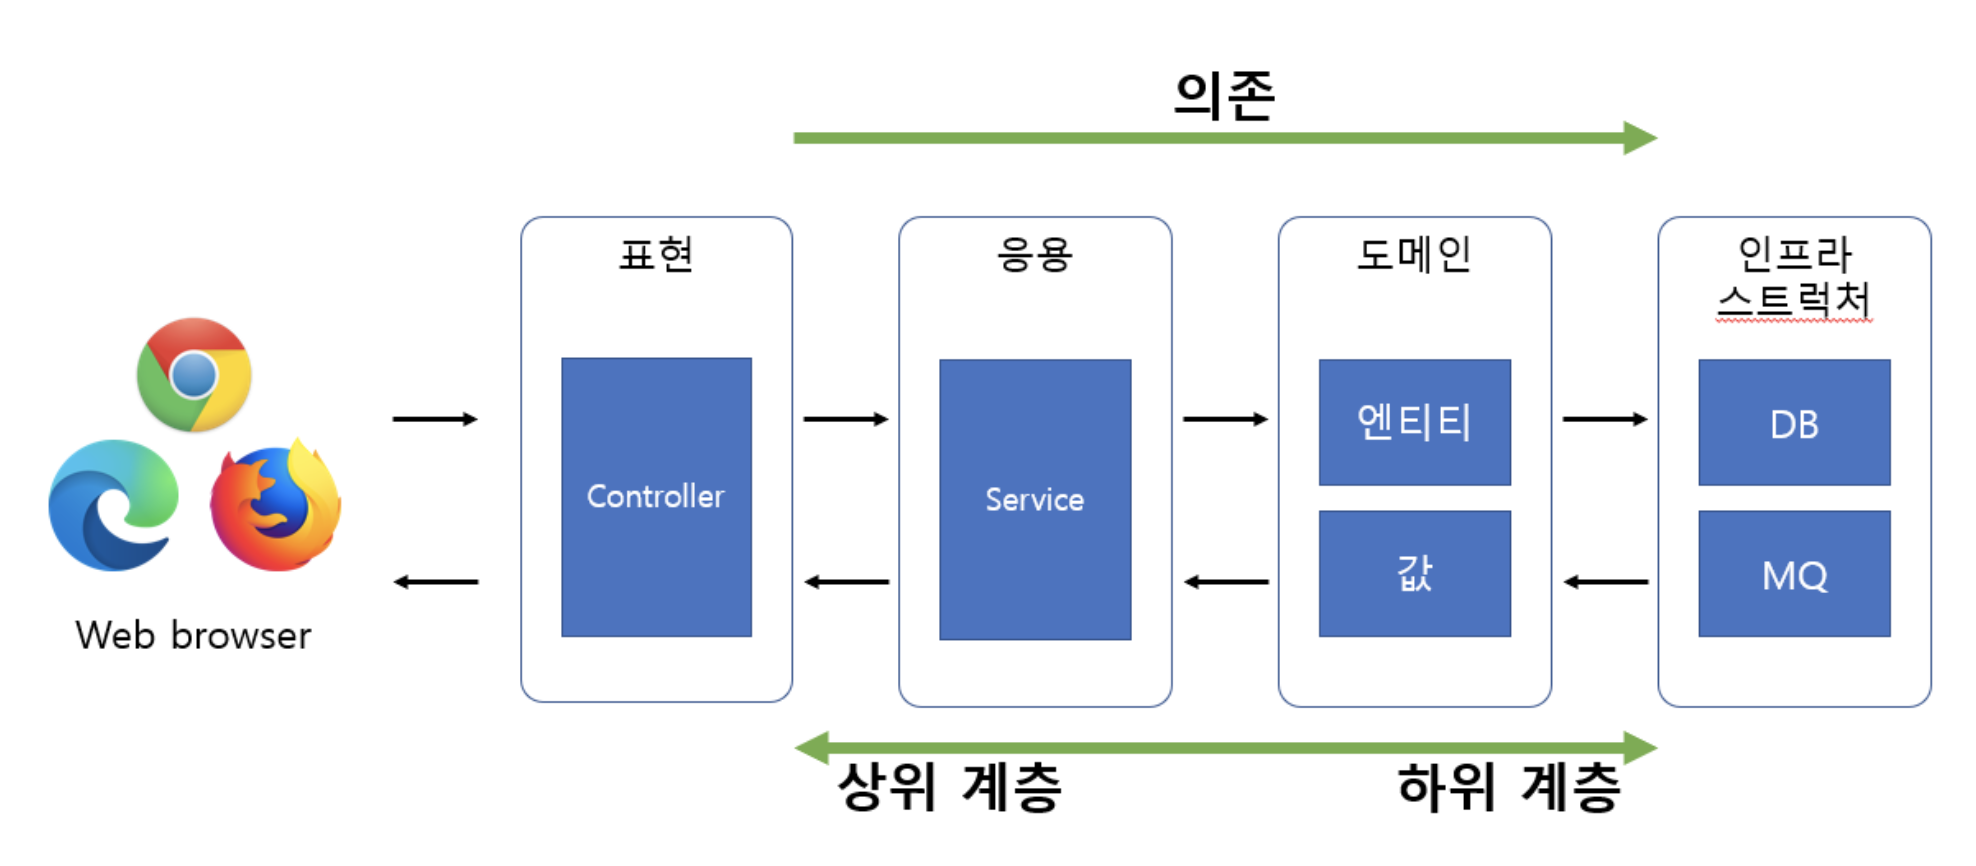 의존
표현
응용
도메인
인프라
스트럭처
Controller
Service
엔티티
값
DB
MQ
Web browser
상위 계층
하위 계층